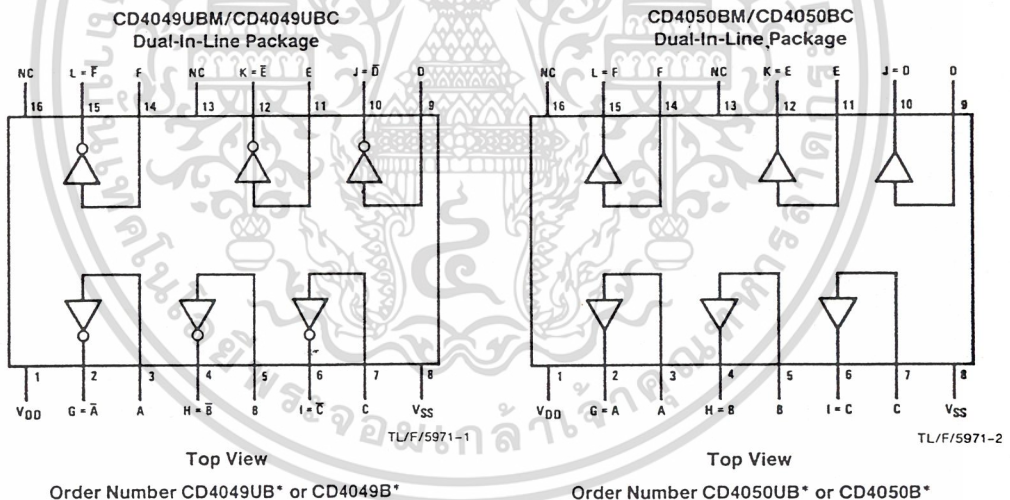 CD4049UBM/CD4049UBC
Dual-In-Line Package
NC L = F̅ F NC K = E̅ E J = D̅ D
16 15 14 13 12 11 10 9
1 2 3 4 5 6 7 8
VDD G = A̅ A H = B̅ B I = C̅ C VSS
TL/F/5971-1
Top View
Order Number CD4049UB* or CD4049B*
CD4050BM/CD4050BC
Dual-In-Line Package
NC L = F F NC K = E E J = D D
16 15 14 13 12 11 10 9
1 2 3 4 5 6 7 8
VDD G = A A H = B B I = C C VSS
TL/F/5971-2
Top View
Order Number CD4050UB* or CD4050B*